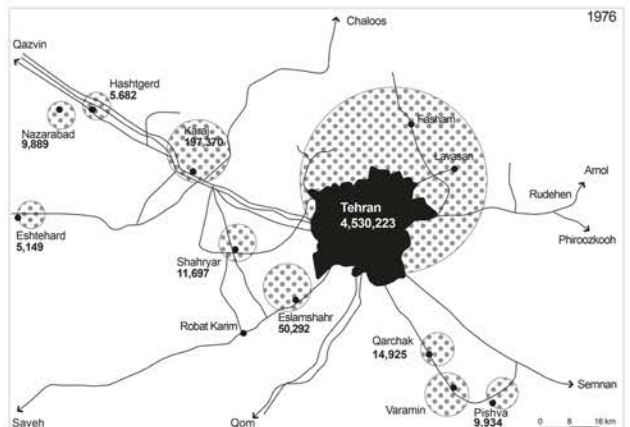 1976
Chaloos
Qazvin
Hashtgerd
5.682
Nazarabad
9,889
Karaj
197,370
Fasham
Lavasan
Amol
Rudehen
Tehran
4,530,223
Phiroozkooh
Eshtehard
5,149
Shahryar
11,697
Eslamshahr
50,292
Robat Karim
Qarchak
14,925
Varamin
Pishva
9.934
Semnan
Saveh
Qom
0 8 16 km